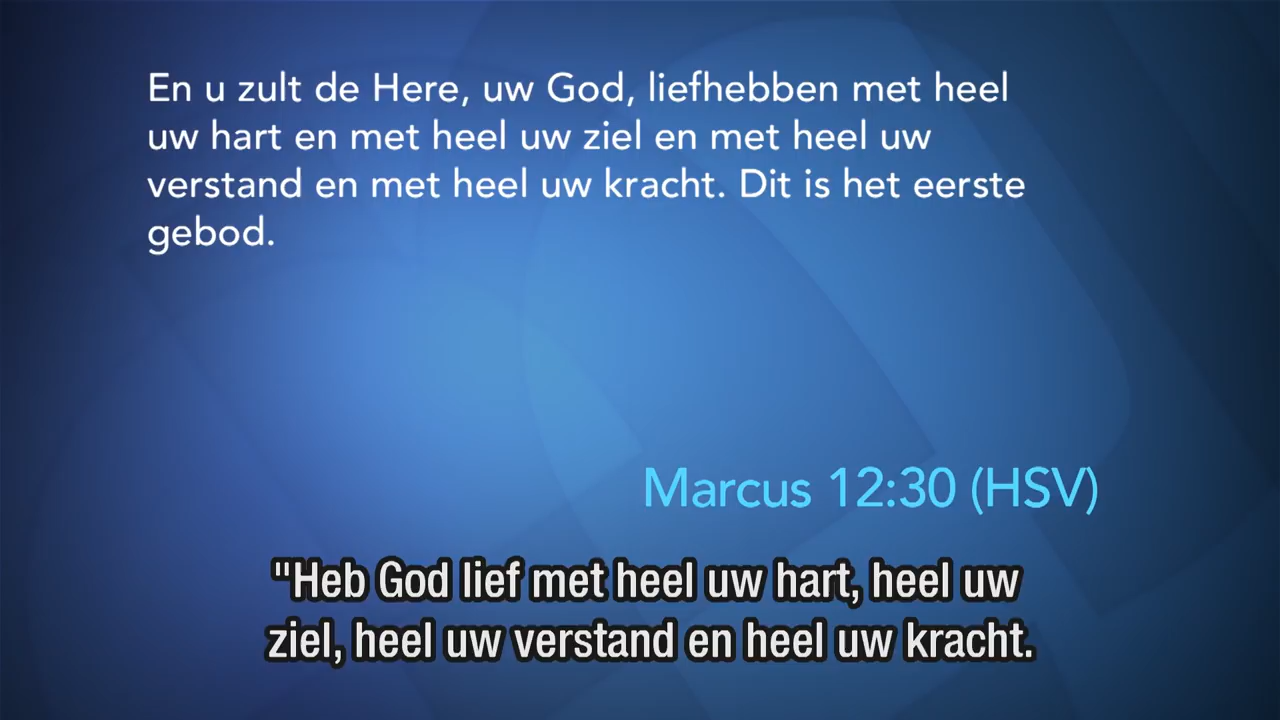 En u zult de Here, uw God, liefhebben met heel
uw hart en met heel uw ziel en met heel uw
verstand en met heel uw kracht. Dit is het eerste
gebod.
Marcus 12:30 (HSV)
"Heb God lief met heel uw hart, heel uw
ziel, heel uw verstand en heel uw kracht.